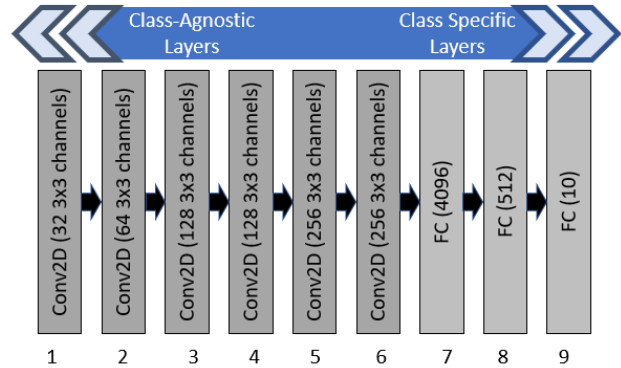 Class-Agnostic
Layers
Class Specific
Layers
Conv2D (32 3x3 channels)
Conv2D (64 3x3 channels)
Conv2D (128 3x3 channels)
Conv2D (128 3x3 channels)
Conv2D (256 3x3 channels)
Conv2D (256 3x3 channels)
FC (4096)
FC (512)
FC (10)
1 2 3 4 5 6 7 8 9